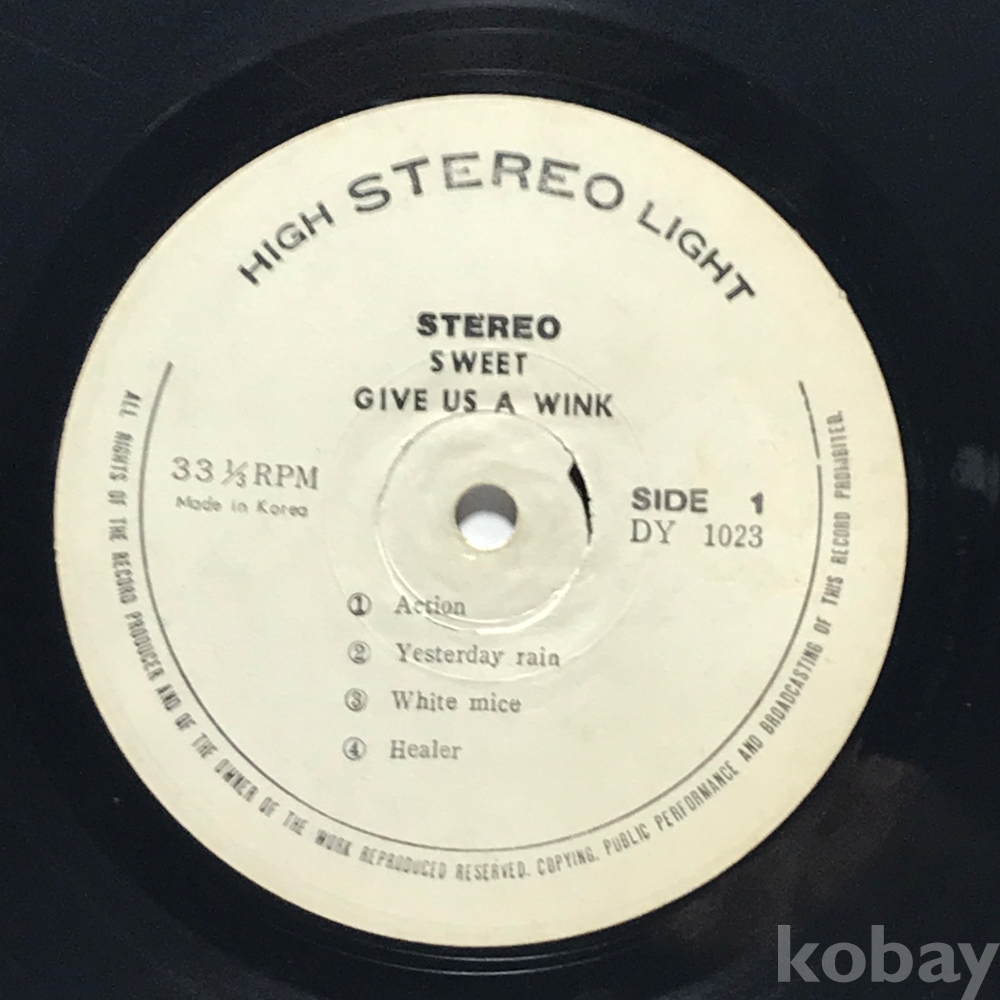 HIGH STEREO LIGHT
STEREO
SWEET
GIVE US A WINK
33 ⅓ RPM
Made in Korea
SIDE 1
DY 1023
① Action
② Yesterday rain
③ White mice
④ Healer
ALL RIGHTS OF THE RECORD PRODUCER AND OF THE OWNER OF THE WORK REPRODUCED RESERVED. COPYING. PUBLIC PERFORMANCE AND BROADCASTING OF THIS RECORD PROHIBITED.
kobay